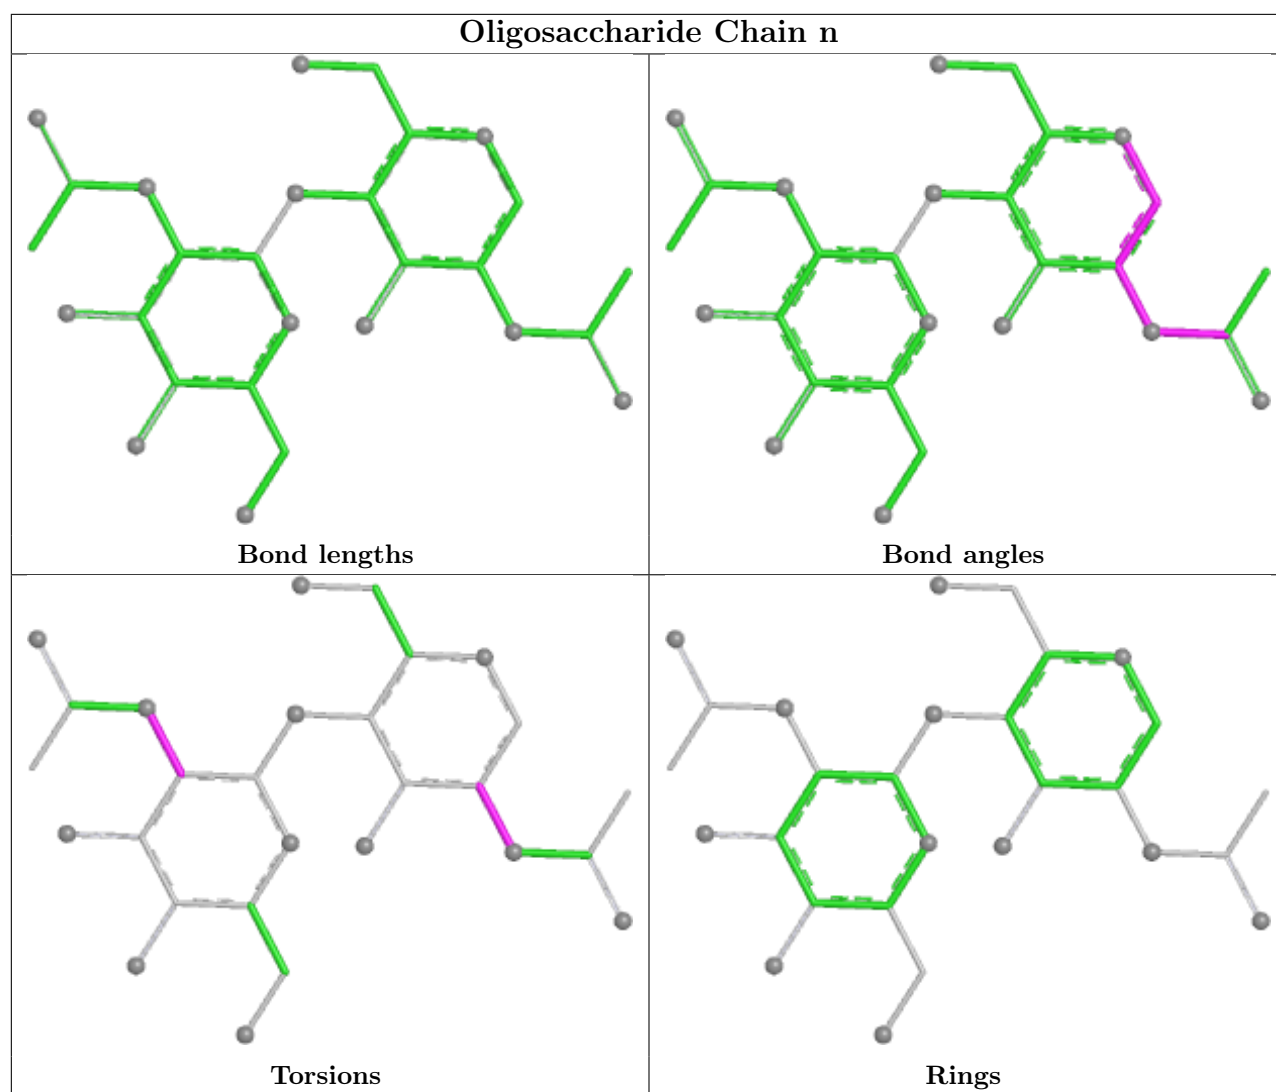 Oligosaccharide Chain n
Bond lengths
Bond angles
Torsions
Rings